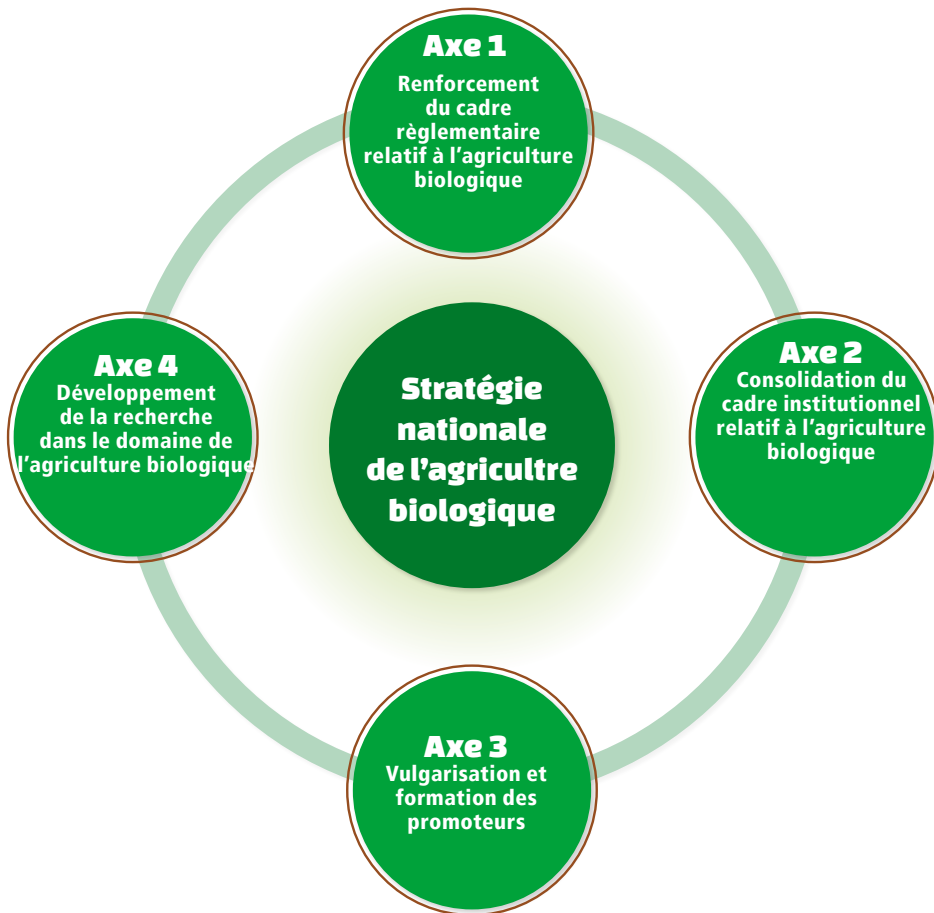 Axe 1
Renforcement
du cadre
règlementaire
relatif à l'agriculture
biologique
Axe 2
Consolidation du
cadre institutionnel
relatif à l'agriculture
biologique
Axe 3
Vulgarisation et
formation des
promoteurs
Axe 4
Développement
de la recherche
dans le domaine de
l'agriculture biologique
Stratégie
nationale
de l'agricultre
biologique